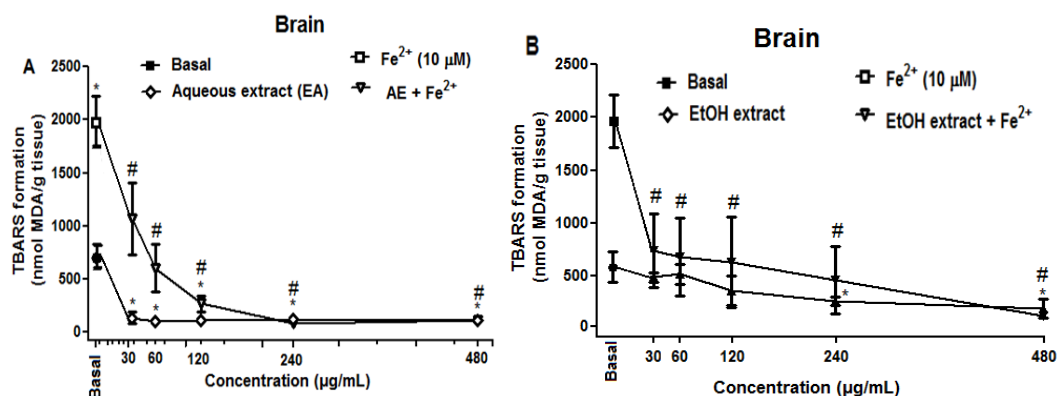 Brain
A
Basal
Fe²⁺ (10 µM)
Aqueous extract (EA)
AE + Fe²⁺
TBARS formation
(nmol MDA/g tissue)
2500
2000
1500
1000
500
0
*
#
#
#
*
#
*
#
*
*
*
Basal
30
60
120
240
480
Concentration (µg/mL)
B
Brain
Basal
Fe²⁺ (10 µM)
EtOH extract
EtOH extract + Fe²⁺
TBARS formation
(nmol MDA/g tissue)
2500
2000
1500
1000
500
0
#
#
#
#
*
#
*
Basal
30
60
120
240
480
Concentration (µg/mL)